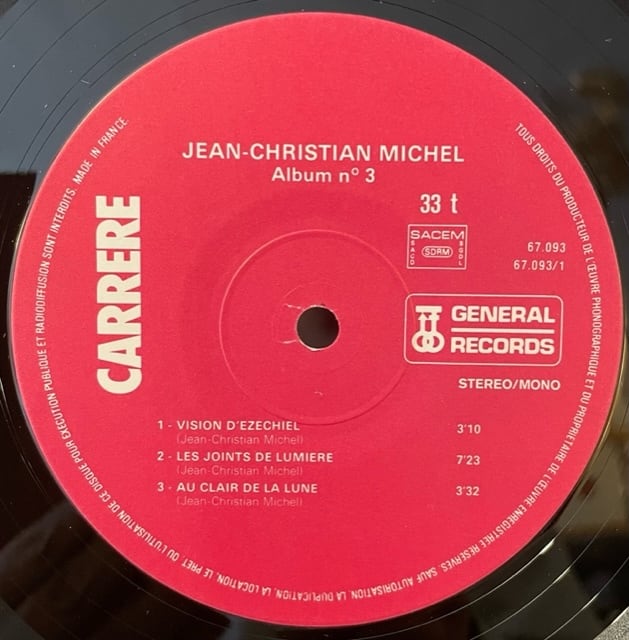 JEAN-CHRISTIAN MICHEL
Album n° 3
33 t
SACEM
SACD
SDRM
SGDL
67.093
67.093/1
CARRERE
GENERAL
RECORDS
STEREO/MONO
1 - VISION D'EZECHIEL 3'10
(Jean-Christian Michel)
2 - LES JOINTS DE LUMIERE 7'23
(Jean-Christian Michel)
3 - AU CLAIR DE LA LUNE 3'32
(Jean-Christian Michel)
TOUS DROITS DU PRODUCTEUR DE L'ŒUVRE PHONOGRAPHIQUE ET DU PROPRIETAIRE DE L'ŒUVRE ENREGISTREE RESERVES. SAUF AUTORISATION, LA DUPLICATION, LA LOCATION, LE PRET, OU L'UTILISATION DE CE DISQUE POUR EXECUTION PUBLIQUE ET RADIODIFFUSION SONT INTERDITS. MADE IN FRANCE.